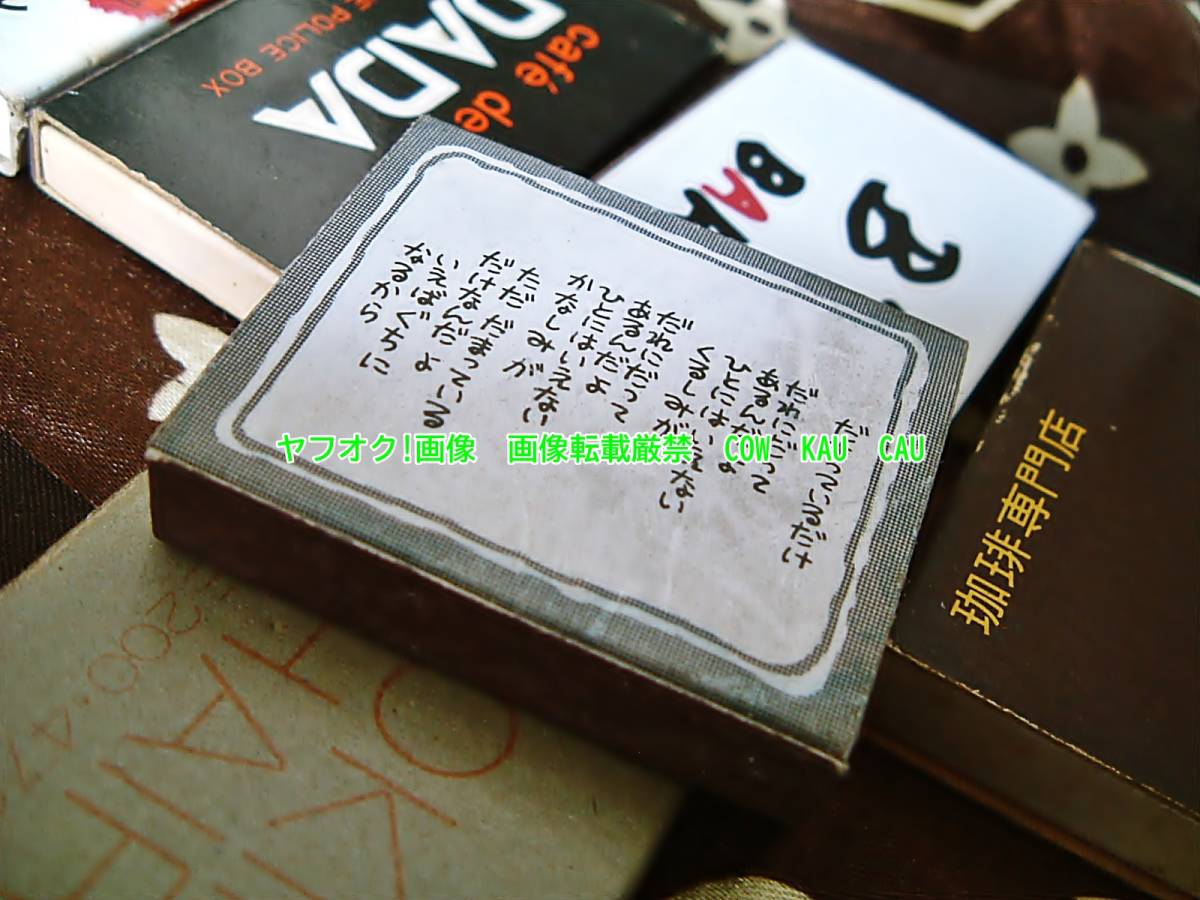 café de
DADA
POLICE BOX
だまっているだけ
だれにだって
あるんだよ
ひとにはいえない
くるしみが
だれにだって
あるんだよ
ひとにはいえない
かなしみが
ただ だまっている
だけなんだよ
いえばぐちに
なるから
ヤフオク!画像 画像転載厳禁 COW KAU CAU
珈琲専門店